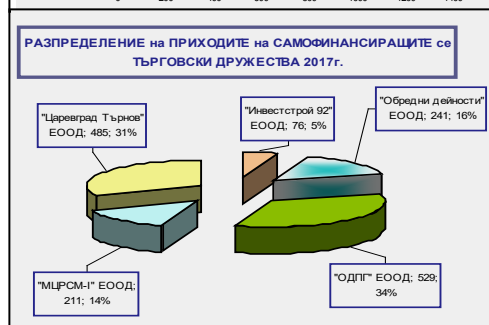 РАЗПРЕДЕЛЕНИЕ на ПРИХОДИТЕ на САМОФИНАНСИРАЩИТЕ се
ТЪРГОВСКИ ДРУЖЕСТВА 2017г.
"Царевград Търнов"
ЕООД; 485; 31%
"Инвестстрой 92"
ЕООД; 76; 5%
"Обредни дейности"
ЕООД; 241; 16%
"МЦРСМ-I" ЕООД;
211; 14%
"ОДПГ" ЕООД; 529;
34%